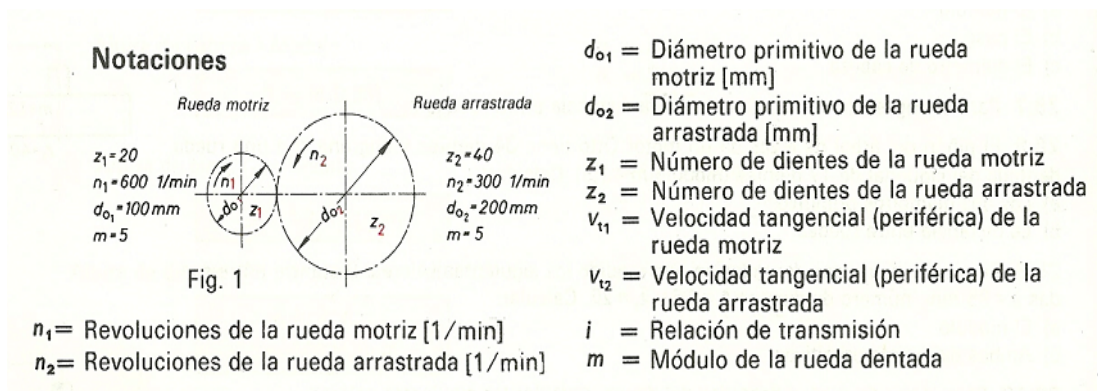 Notaciones
Rueda motriz
Rueda arrastrada
z₁=20
n₁=600 1/min
do₁=100mm
m=5
n₁
do
z₁
n₂
do₂
z₂
z₂=40
n₂=300 1/min
do₂=200mm
m=5
Fig. 1
n₁= Revoluciones de la rueda motriz [1/min]
n₂= Revoluciones de la rueda arrastrada [1/min]
do₁ = Diámetro primitivo de la rueda
motriz [mm]
do₂ = Diámetro primitivo de la rueda
arrastrada [mm]
z₁ = Número de dientes de la rueda motriz
z₂ = Número de dientes de la rueda arrastrada
vt₁ = Velocidad tangencial (periférica) de la
rueda motriz
vt₂ = Velocidad tangencial (periférica) de la
rueda arrastrada
i = Relación de transmisión
m = Módulo de la rueda dentada